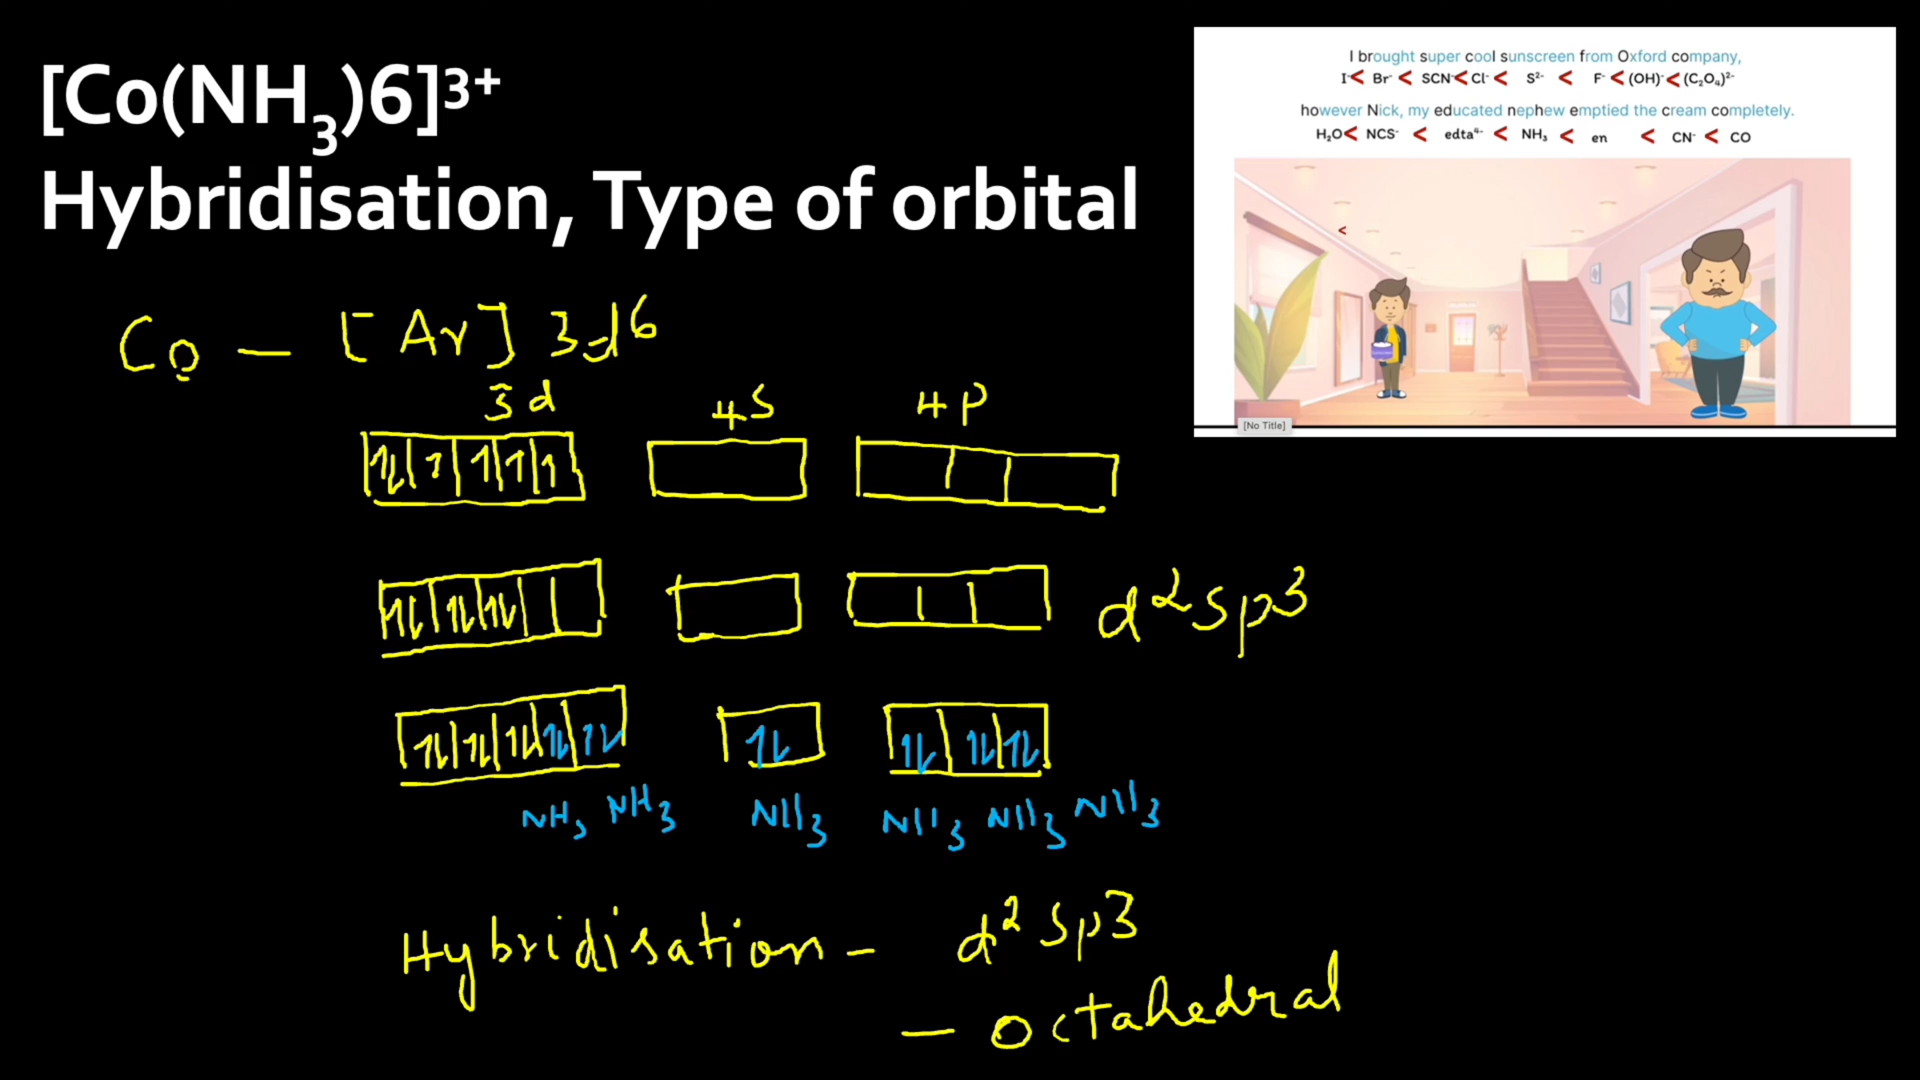 [Co(NH₃)6]³⁺
Hybridisation, Type of orbital
I brought super cool sunscreen from Oxford company,
I⁻ < Br⁻ < SCN⁻ < Cl⁻ < S²⁻ < F⁻ < (OH)⁻ < (C₂O₄)²⁻
however Nick, my educated nephew emptied the cream completely.
H₂O < NCS⁻ < edta⁴⁻ < NH₃ < en < CN⁻ < CO
<
[No Title]
Co — [Ar] 3d6
3d 4s 4p
d²sp3
NH3 NH3 NH3 NH3 NH3 NH3
Hybridisation - d²sp3
- octahedral